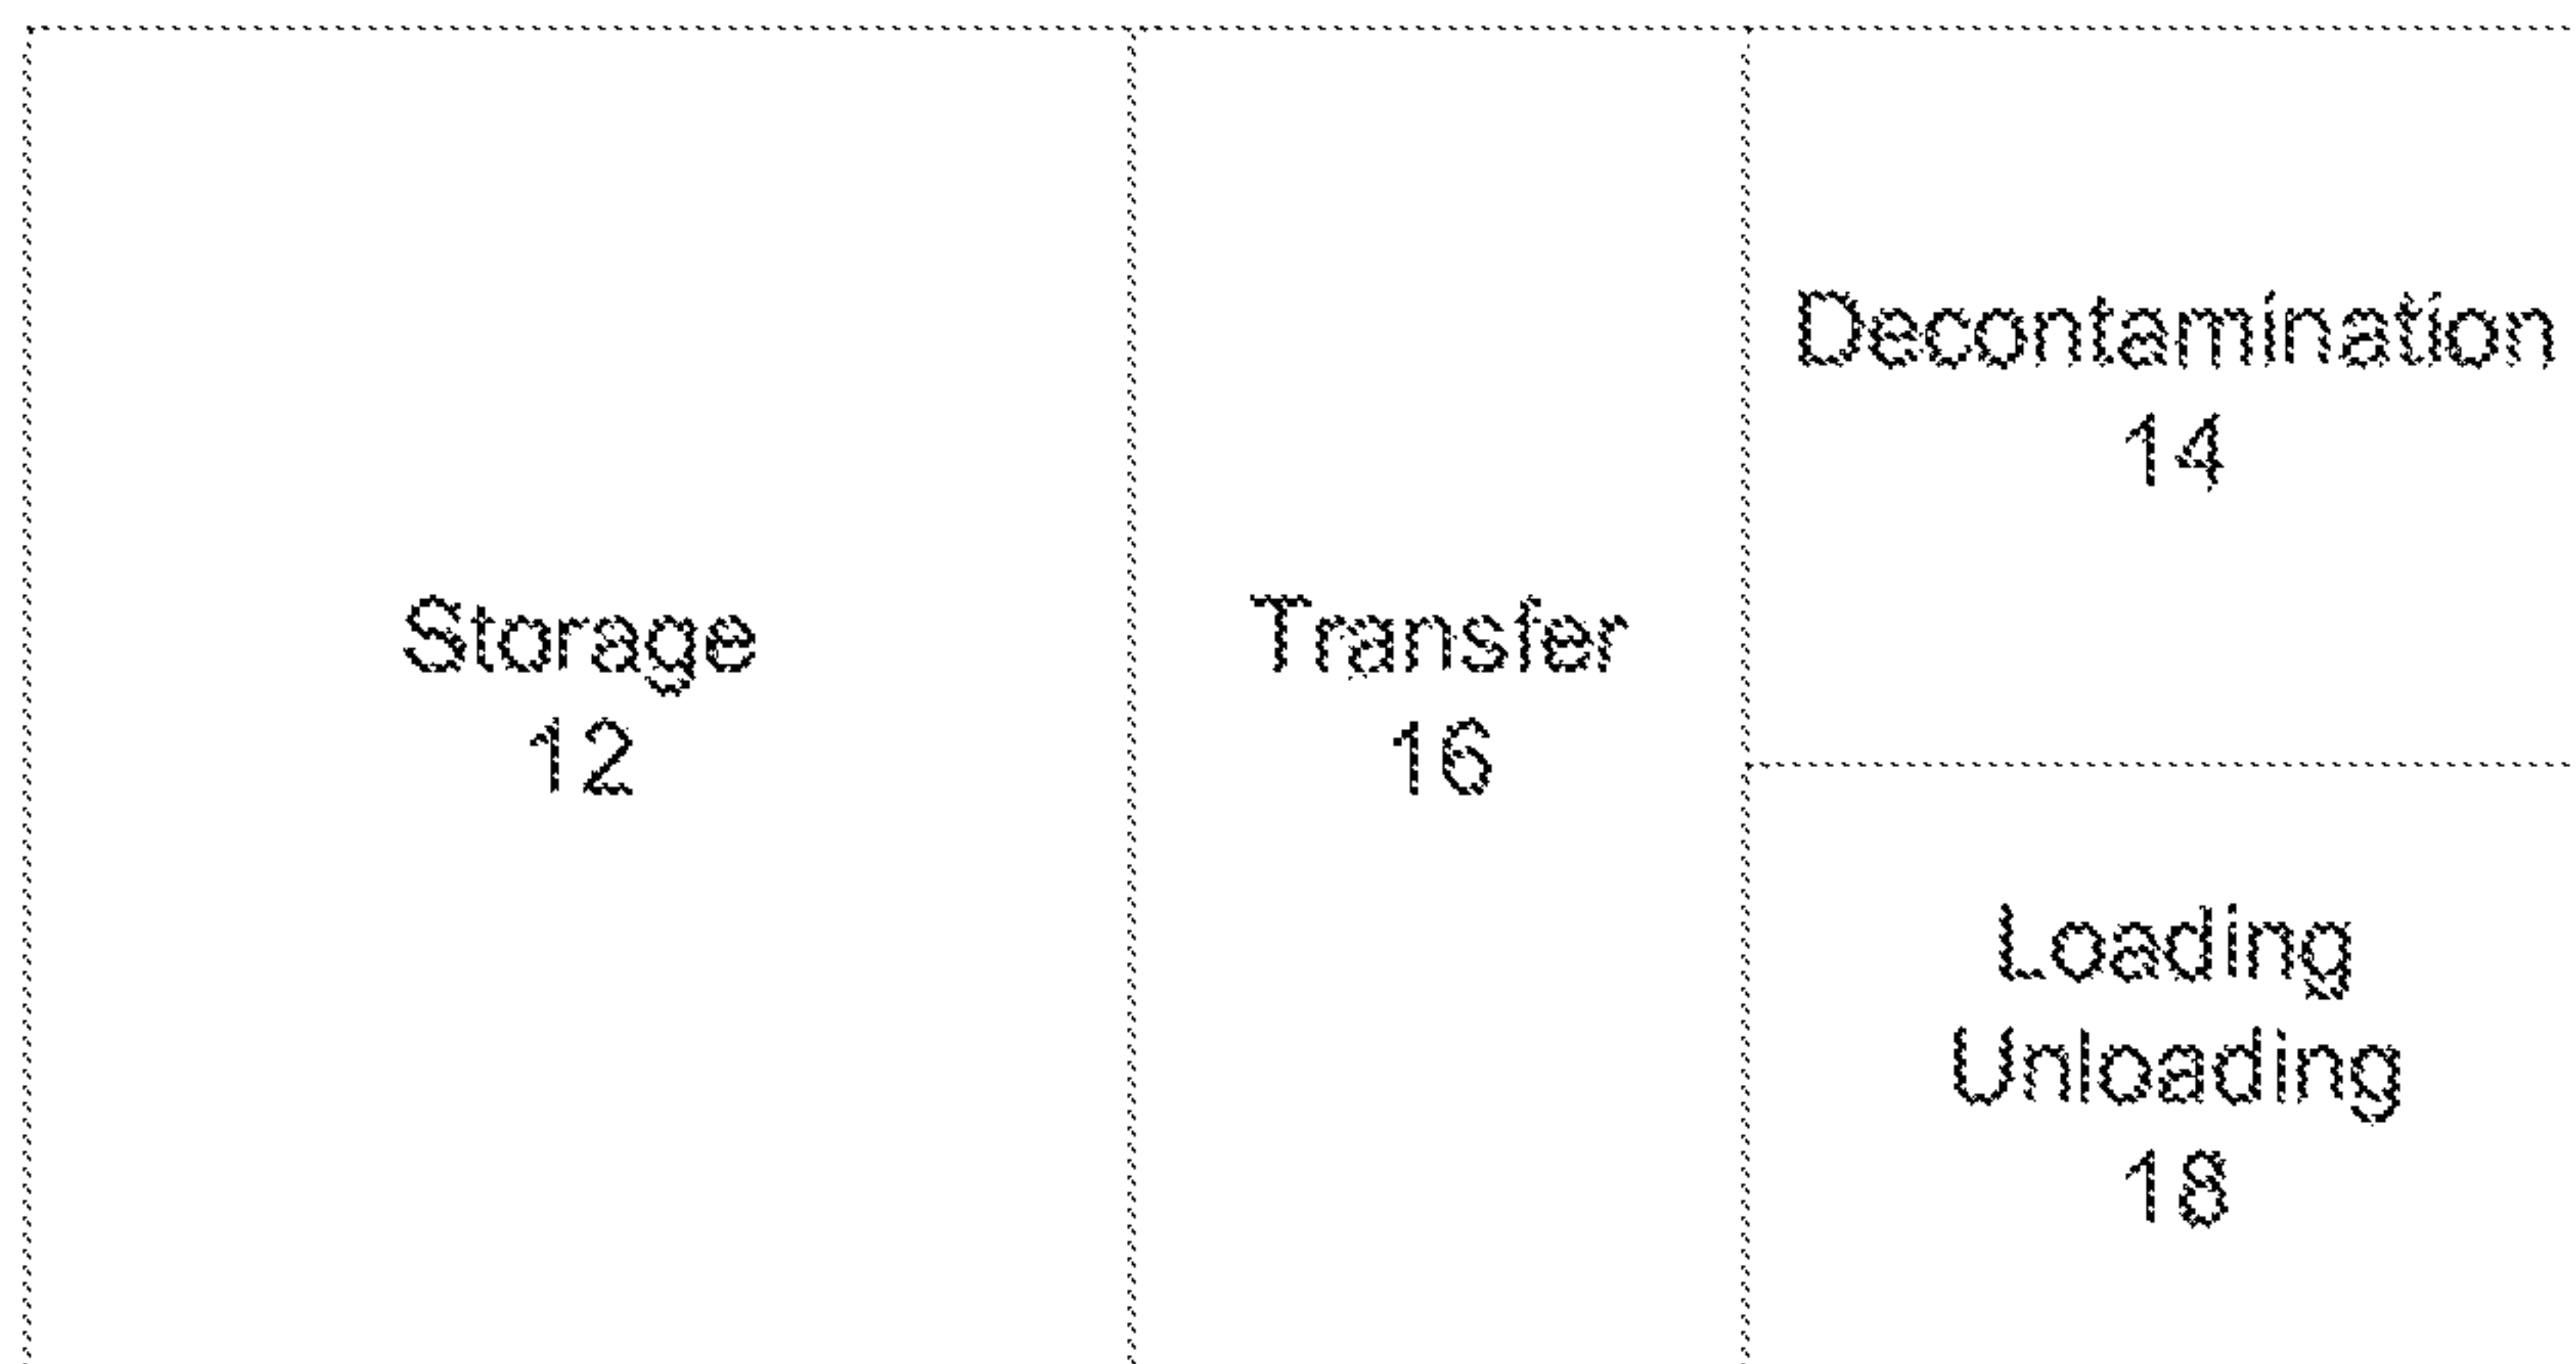 Storage
12
Transfer
16
Decontamination
14
Loading
Unloading
18